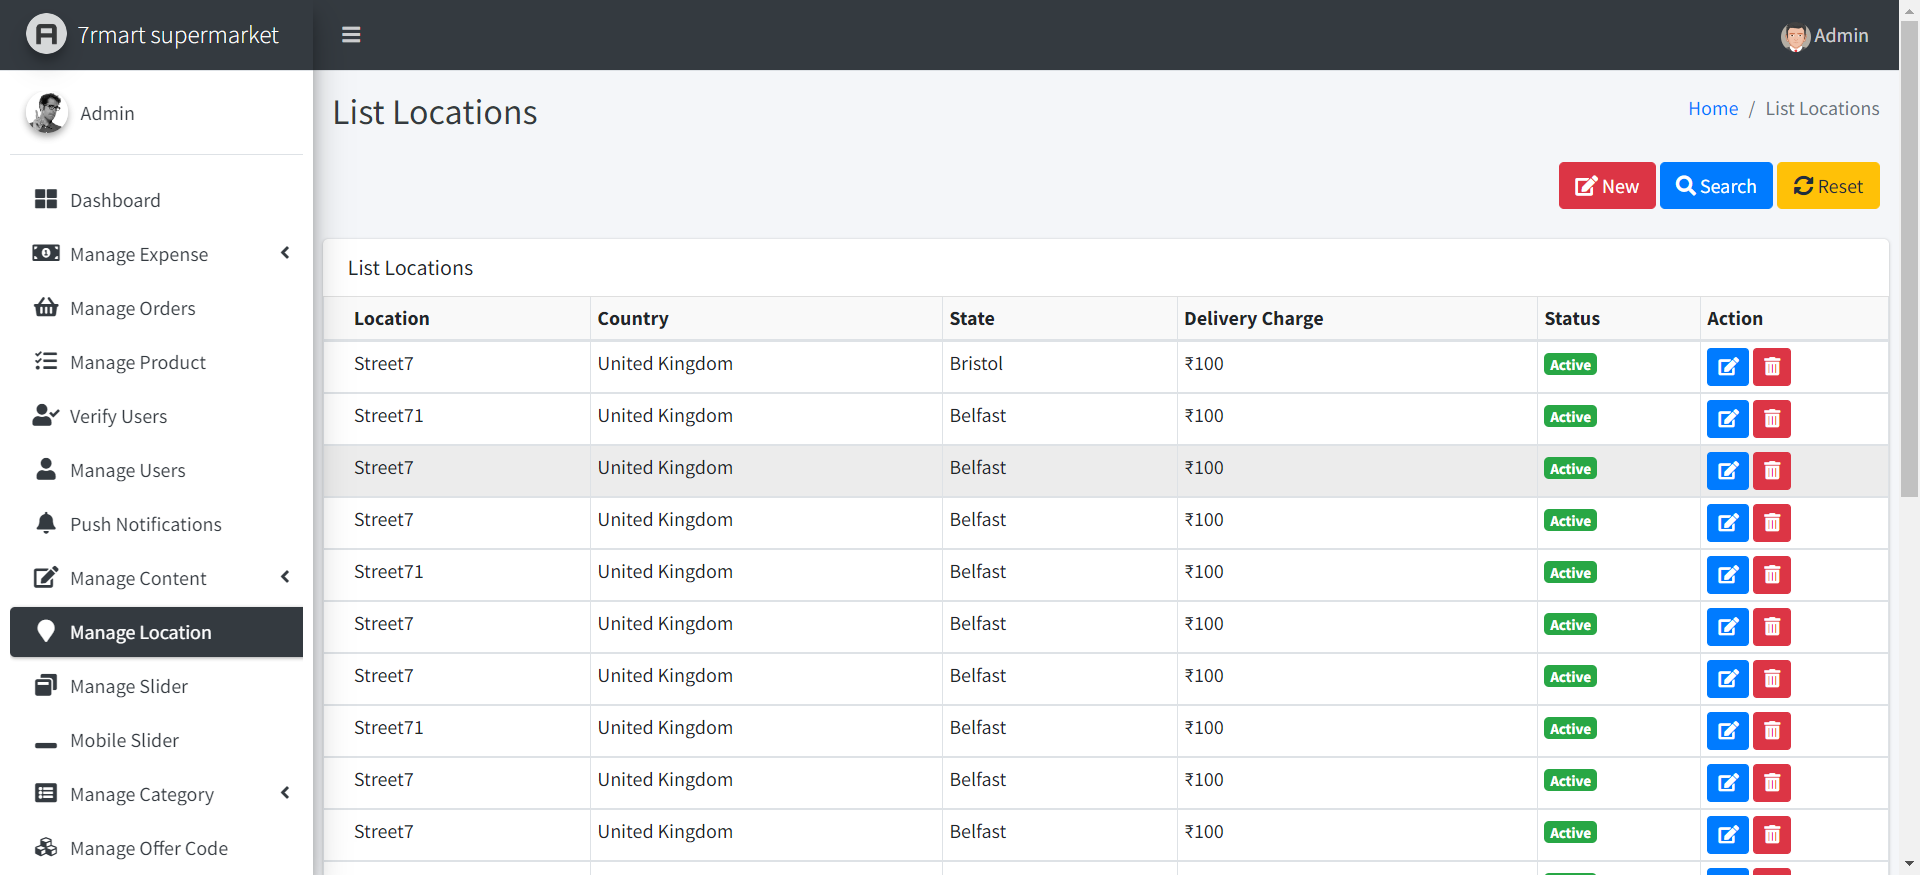 7rmart supermarket
Admin
Admin
List Locations
Home / List Locations
Dashboard
Manage Expense
Manage Orders
Manage Product
Verify Users
Manage Users
Push Notifications
Manage Content
Manage Location
Manage Slider
Mobile Slider
Manage Category
Manage Offer Code
New Search Reset
List Locations
Location Country State Delivery Charge Status Action
Street7 United Kingdom Bristol ₹100 Active
Street71 United Kingdom Belfast ₹100 Active
Street7 United Kingdom Belfast ₹100 Active
Street7 United Kingdom Belfast ₹100 Active
Street71 United Kingdom Belfast ₹100 Active
Street7 United Kingdom Belfast ₹100 Active
Street7 United Kingdom Belfast ₹100 Active
Street71 United Kingdom Belfast ₹100 Active
Street7 United Kingdom Belfast ₹100 Active
Street7 United Kingdom Belfast ₹100 Active